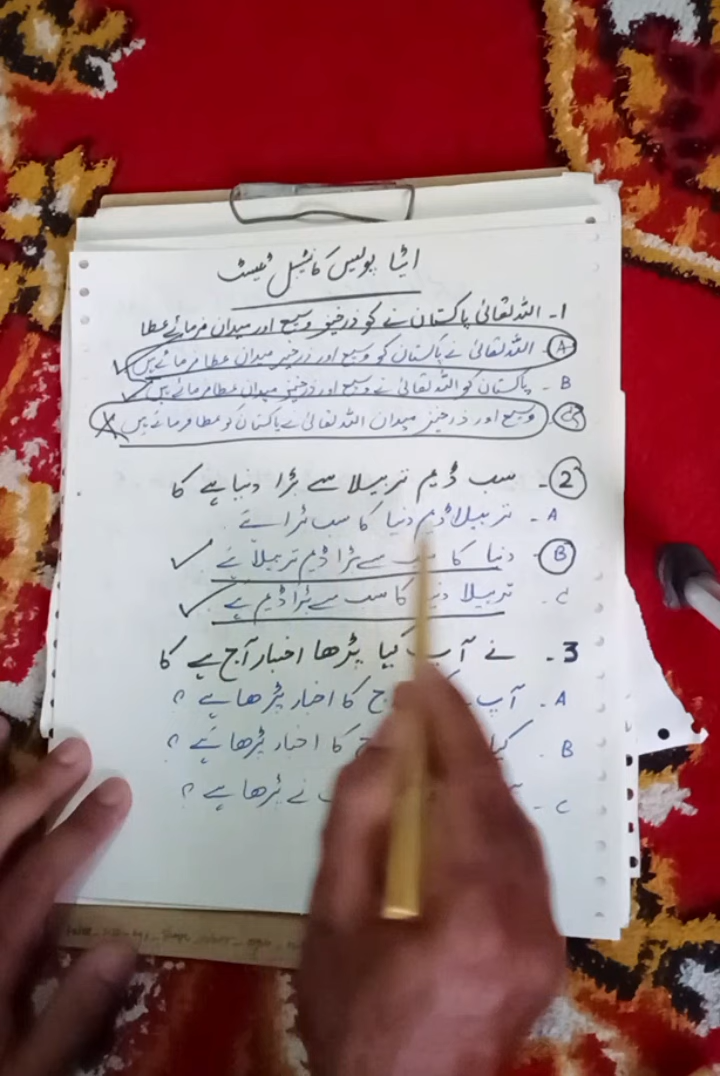 ایٹا پولیس کانسٹیبل ٹیسٹ
1۔ اللہ تعالیٰ پاکستان نے کو زرخیز وسیع اور میدان فرمائے عطا
A۔ اللہ تعالیٰ نے پاکستان کو وسیع اور زرخیز میدان عطا فرمائے ہیں
B۔ پاکستان کو اللہ تعالیٰ نے وسیع اور زرخیز میدان عطا فرمائے ہیں
C۔ وسیع اور زرخیز میدان اللہ تعالیٰ نے پاکستان کو عطا فرمائے ہیں
2۔ سب ڈیم تربیلا سے بڑا دنیا ہے کا
A۔ تربیلا ڈیم دنیا کا سب بڑا ہے
B۔ دنیا کا سب سے بڑا ڈیم تربیلا ہے
C۔ تربیلا دنیا کا سب سے بڑا ڈیم ہے
3۔ نے آپ کیا پڑھا اخبار آج ہے کا
A۔ آپ کا اخبار پڑھا ہے ؟
B۔ کیا کا اخبار پڑھا ہے ؟
C۔ نے پڑھا ہے ؟